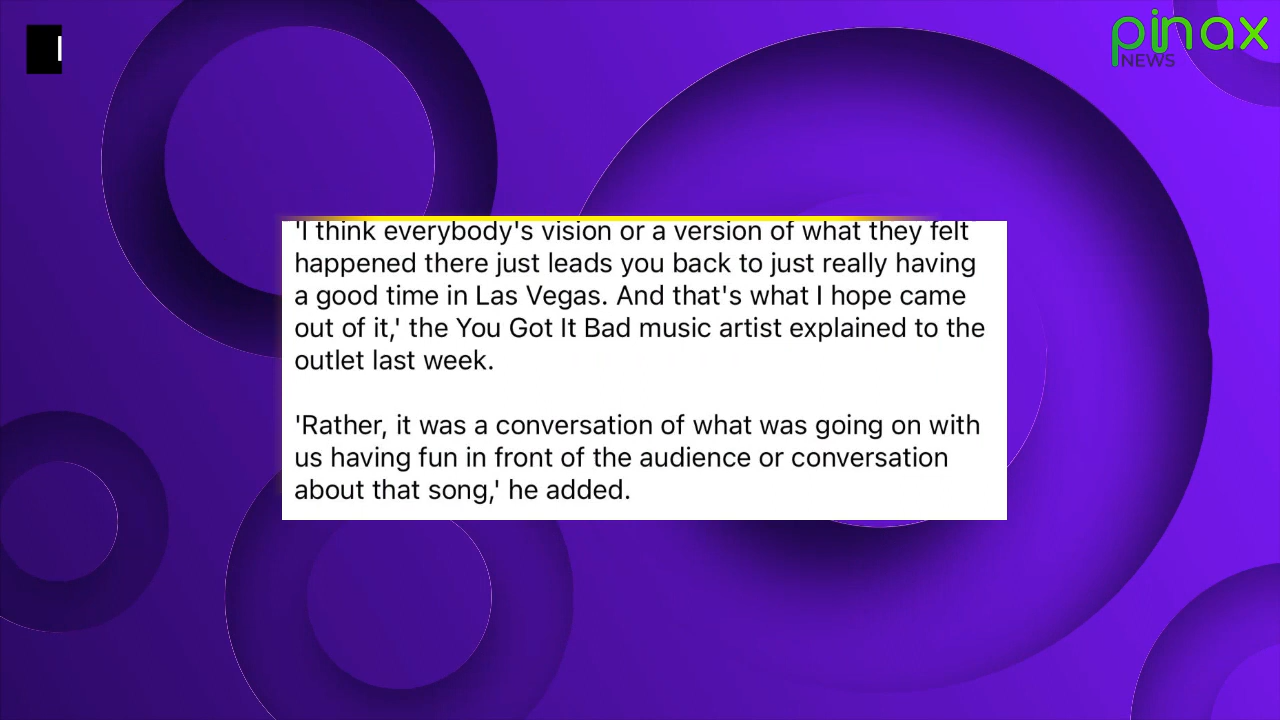 pinax
NEWS
'I think everybody's vision or a version of what they felt
happened there just leads you back to just really having
a good time in Las Vegas. And that's what I hope came
out of it,' the You Got It Bad music artist explained to the
outlet last week.
'Rather, it was a conversation of what was going on with
us having fun in front of the audience or conversation
about that song,' he added.